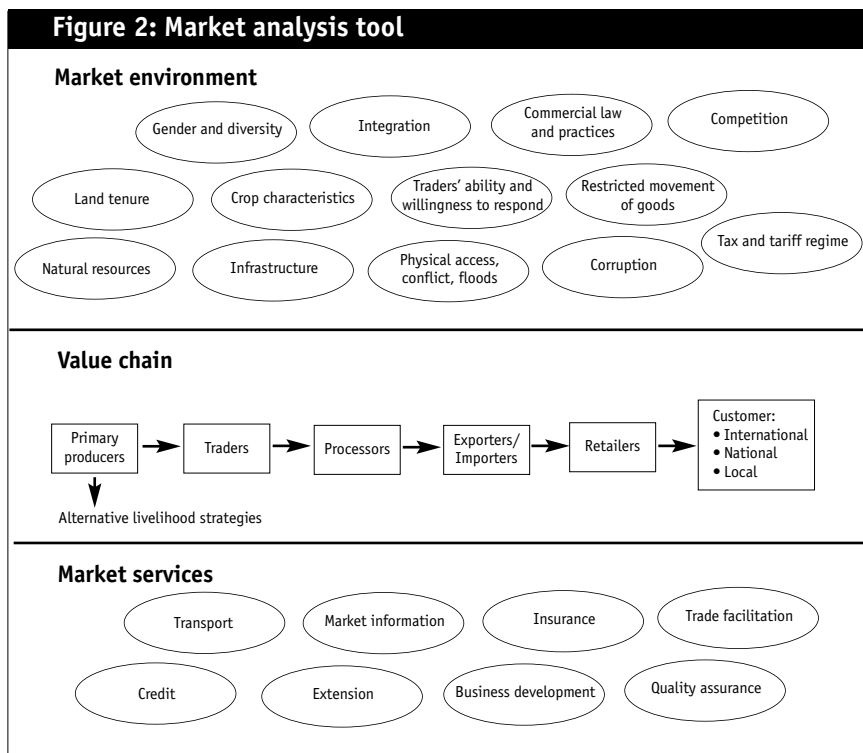 Figure 2: Market analysis tool
Market environment
Gender and diversity
Integration
Commercial law
and practices
Competition
Land tenure
Crop characteristics
Traders' ability and
willingness to respond
Restricted movement
of goods
Tax and tariff regime
Natural resources
Infrastructure
Physical access,
conflict, floods
Corruption
Value chain
Primary
producers
Traders
Processors
Exporters/
Importers
Retailers
Customer:
• International
• National
• Local
Alternative livelihood strategies
Market services
Transport
Market information
Insurance
Trade facilitation
Credit
Extension
Business development
Quality assurance